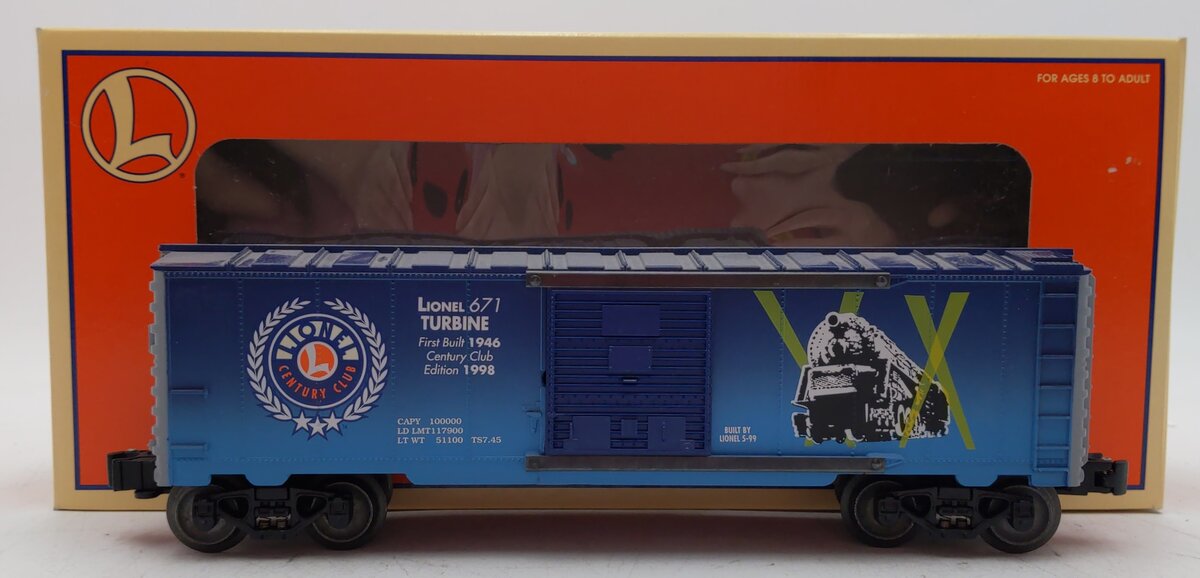 L
FOR AGES 8 TO ADULT
LIONEL
L
CENTURY CLUB
LIONEL 671
TURBINE
First Built 1946
Century Club
Edition 1998
CAPY 100000
LD LMT117900
LT WT 51100 TS7.45
BUILT BY
LIONEL 5-99